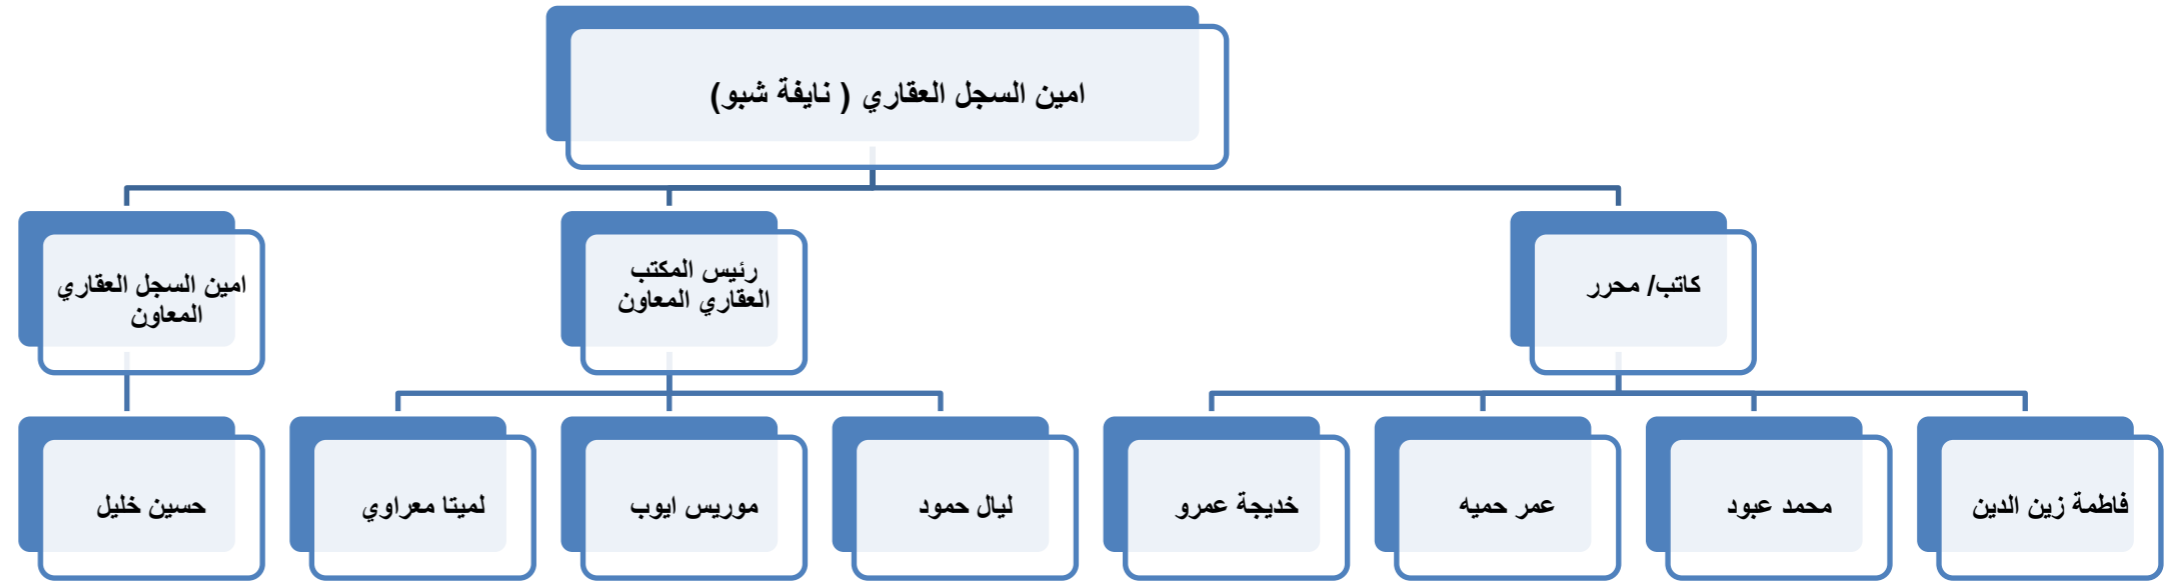 امين السجل العقاري ( نايفة شبو)
كاتب/ محرر
رئيس المكتب
العقاري المعاون
امين السجل العقاري
المعاون
فاطمة زين الدين
محمد عبود
عمر حميه
خديجة عمرو
ليال حمود
موريس ايوب
لميتا معراوي
حسين خليل